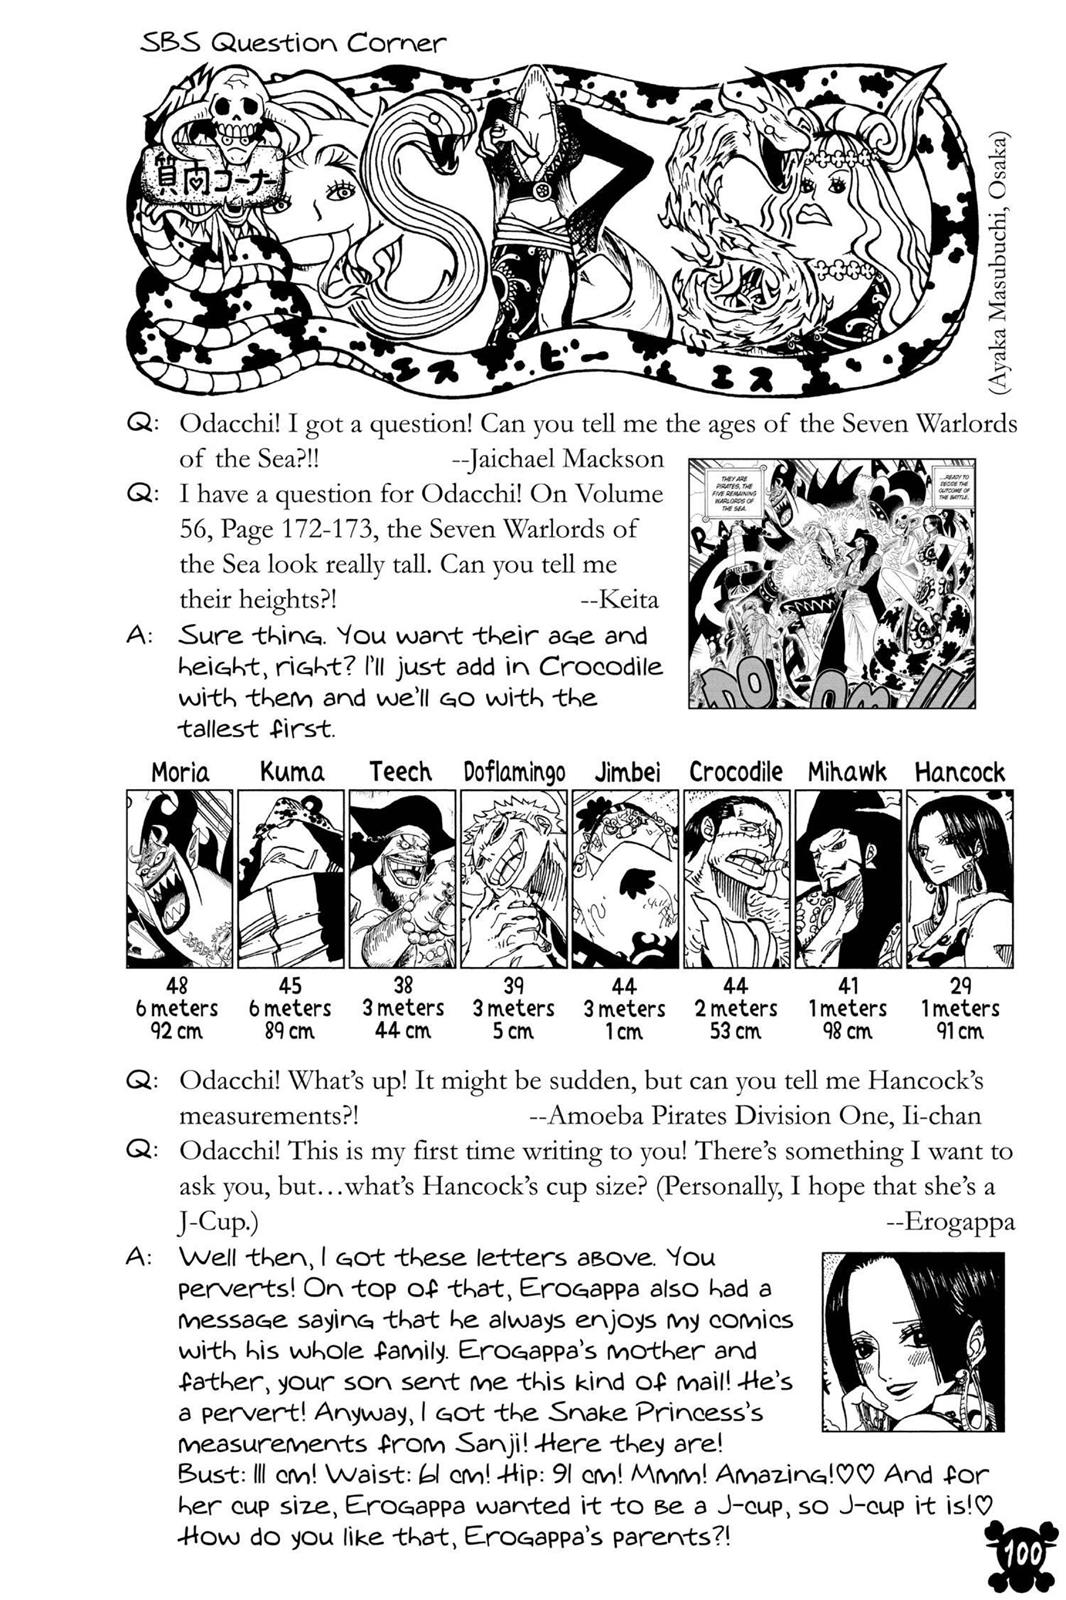 SBS Question Corner
質問コーナー
エス・ビーエス
(Ayaka Masubuchi, Osaka)
Q: Odacchi! I got a question! Can you tell me the ages of the Seven Warlords
of the Sea?!! --Jaichael Mackson
Q: I have a question for Odacchi! On Volume
56, Page 172-173, the Seven Warlords of
the Sea look really tall. Can you tell me
their heights?! --Keita
THEY ARE
PIRATES, THE
FIVE REMAINING
WARLORDS OF
THE SEA.
...READY TO
DECIDE THE
OUTCOME OF
THE BATTLE.
DOOM!!!
A: Sure thing. You want their age and
height, right? I'll just add in Crocodile
with them and we'll go with the
tallest first.
Moria Kuma Teech Doflamingo Jimbei Crocodile Mihawk Hancock
48 45 38 39 44 44 41 29
6 meters 6 meters 3 meters 3 meters 3 meters 2 meters 1 meters 1 meters
92 cm 89 cm 44 cm 5 cm 1 cm 53 cm 98 cm 91 cm
Q: Odacchi! What's up! It might be sudden, but can you tell me Hancock's
measurements?! --Amoeba Pirates Division One, Ii-chan
Q: Odacchi! This is my first time writing to you! There's something I want to
ask you, but…what's Hancock's cup size? (Personally, I hope that she's a
J-Cup.) --Erogappa
A: Well then, I got these letters above. You
perverts! On top of that, Erogappa also had a
message saying that he always enjoys my comics
with his whole family. Erogappa's mother and
father, your son sent me this kind of mail! He's
a pervert! Anyway, I got the Snake Princess's
measurements from Sanji! Here they are!
Bust: 111 cm! Waist: 61 cm! Hip: 91 cm! Mmm! Amazing!♡♡ And for
her cup size, Erogappa wanted it to be a J-cup, so J-cup it is!♡
How do you like that, Erogappa's parents?!
100